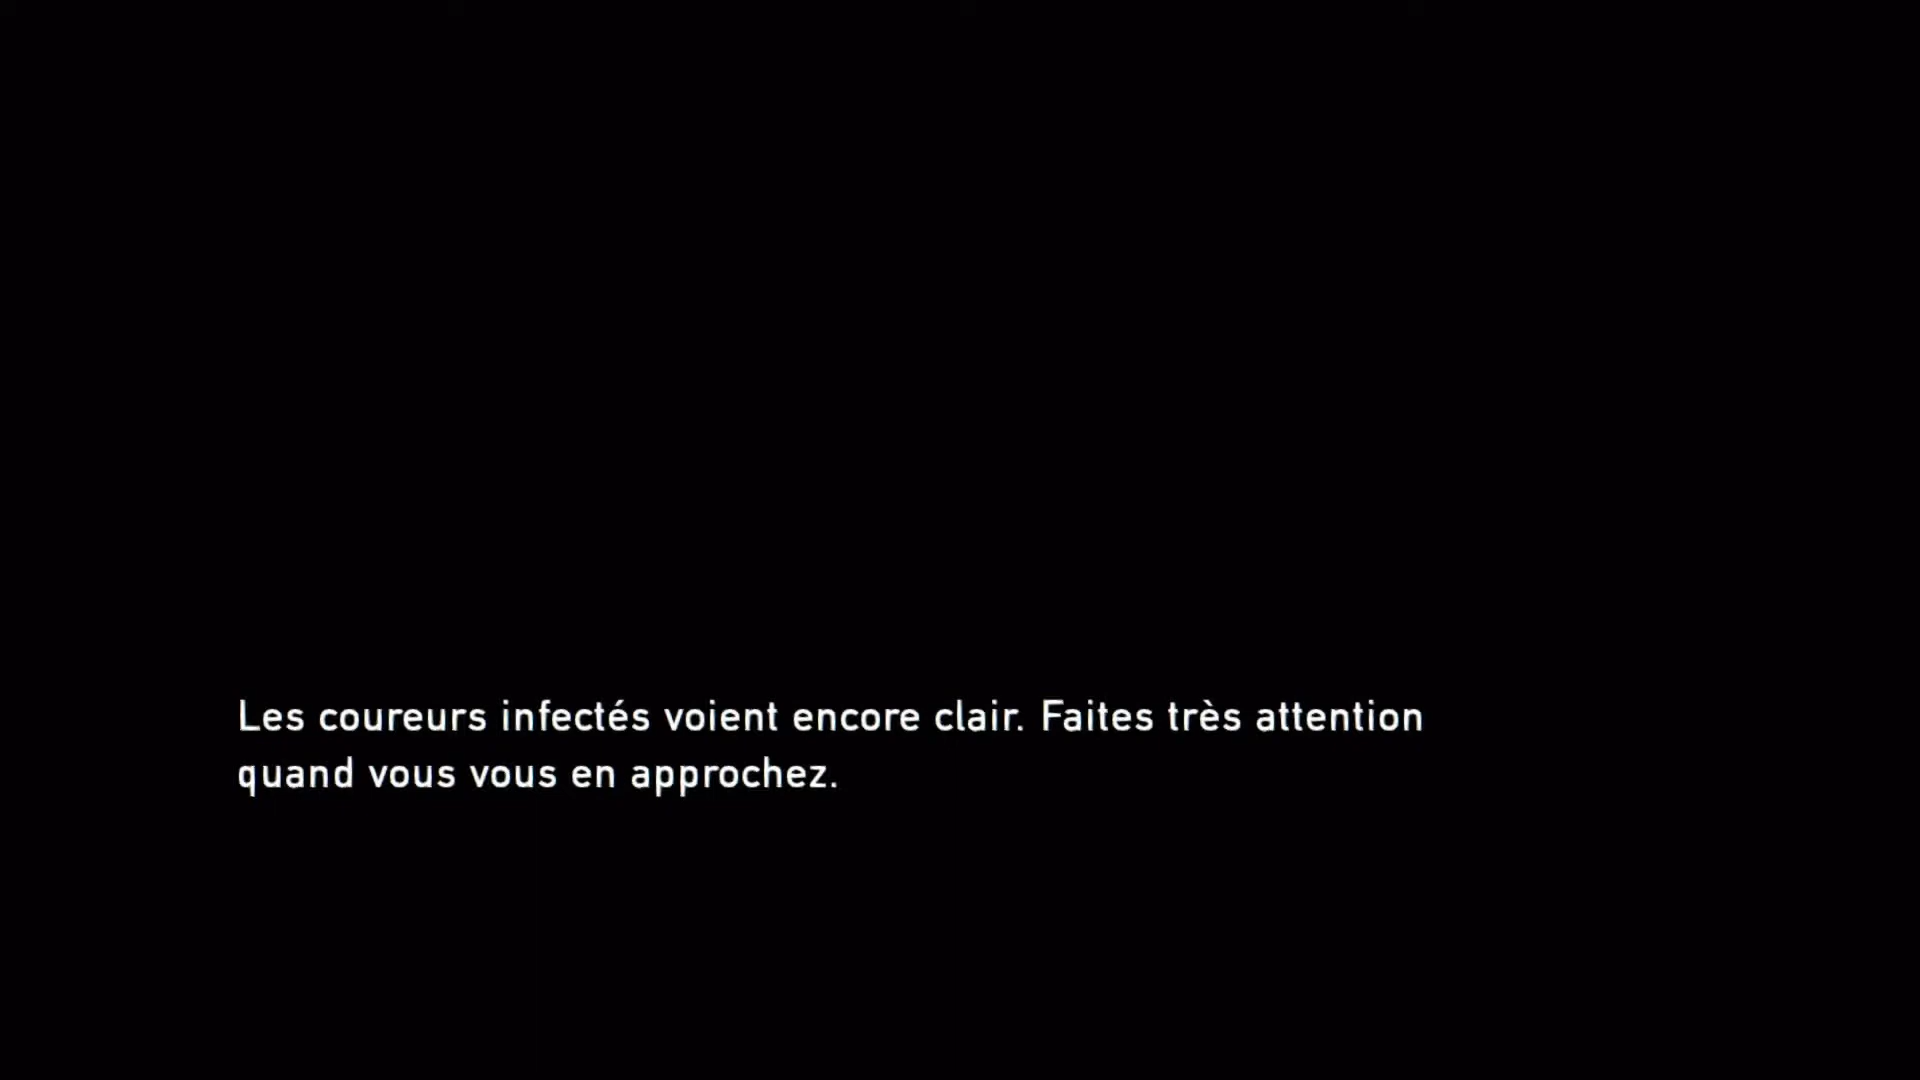 Les coureurs infectés voient encore clair. Faites très attention
quand vous vous en approchez.